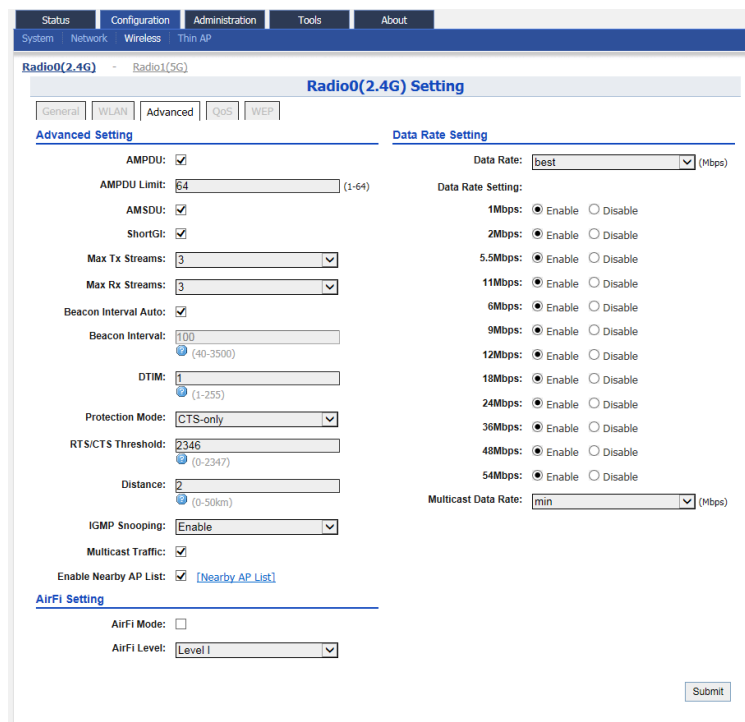 Status Configuration Administration Tools About
System Network Wireless Thin AP
Radio0(2.4G) - Radio1(5G)
Radio0(2.4G) Setting
General WLAN Advanced QoS WEP
Advanced Setting
AMPDU:
AMPDU Limit: 64 (1-64)
AMSDU:
ShortGI:
Max Tx Streams: 3
Max Rx Streams: 3
Beacon Interval Auto:
Beacon Interval: 100
(40-3500)
DTIM: 1
(1-255)
Protection Mode: CTS-only
RTS/CTS Threshold: 2346
(0-2347)
Distance: 2
(0-50km)
IGMP Snooping: Enable
Multicast Traffic:
Enable Nearby AP List: [Nearby AP List]
AirFi Setting
AirFi Mode:
AirFi Level: Level I
Data Rate Setting
Data Rate: best (Mbps)
Data Rate Setting:
1Mbps: Enable Disable
2Mbps: Enable Disable
5.5Mbps: Enable Disable
11Mbps: Enable Disable
6Mbps: Enable Disable
9Mbps: Enable Disable
12Mbps: Enable Disable
18Mbps: Enable Disable
24Mbps: Enable Disable
36Mbps: Enable Disable
48Mbps: Enable Disable
54Mbps: Enable Disable
Multicast Data Rate: min (Mbps)
Submit